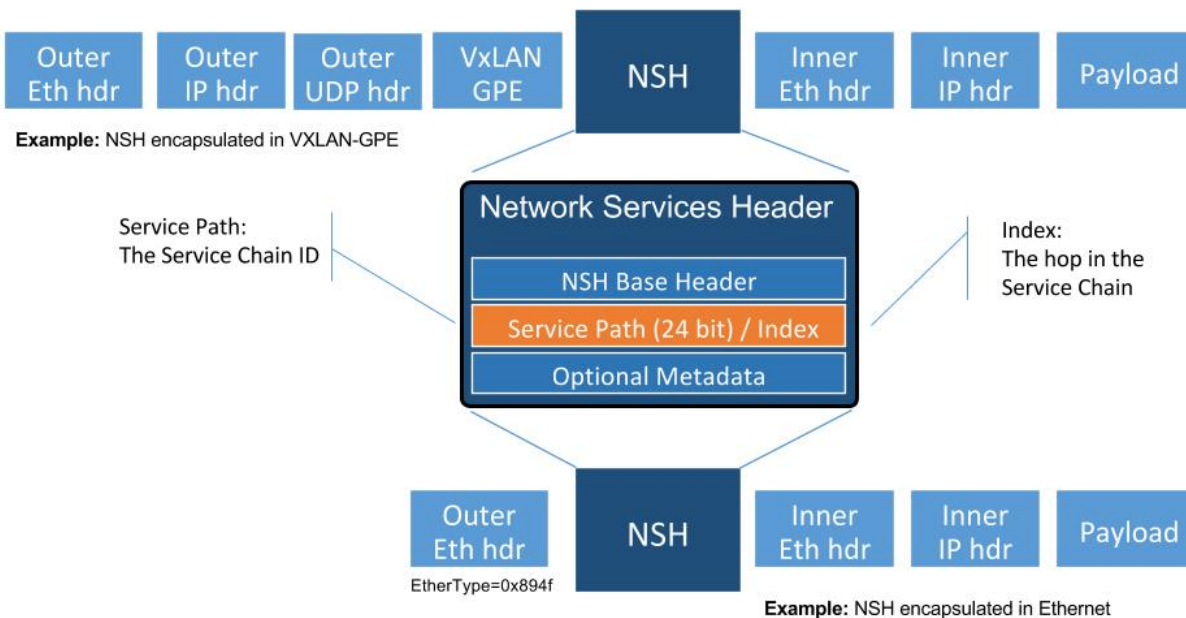 Outer
Eth hdr
Outer
IP hdr
Outer
UDP hdr
VxLAN
GPE
NSH
Inner
Eth hdr
Inner
IP hdr
Payload
Example: NSH encapsulated in VXLAN-GPE
Service Path:
The Service Chain ID
Network Services Header
NSH Base Header
Service Path (24 bit) / Index
Optional Metadata
Index:
The hop in the
Service Chain
Outer
Eth hdr
EtherType=0x894f
NSH
Inner
Eth hdr
Inner
IP hdr
Payload
Example: NSH encapsulated in Ethernet